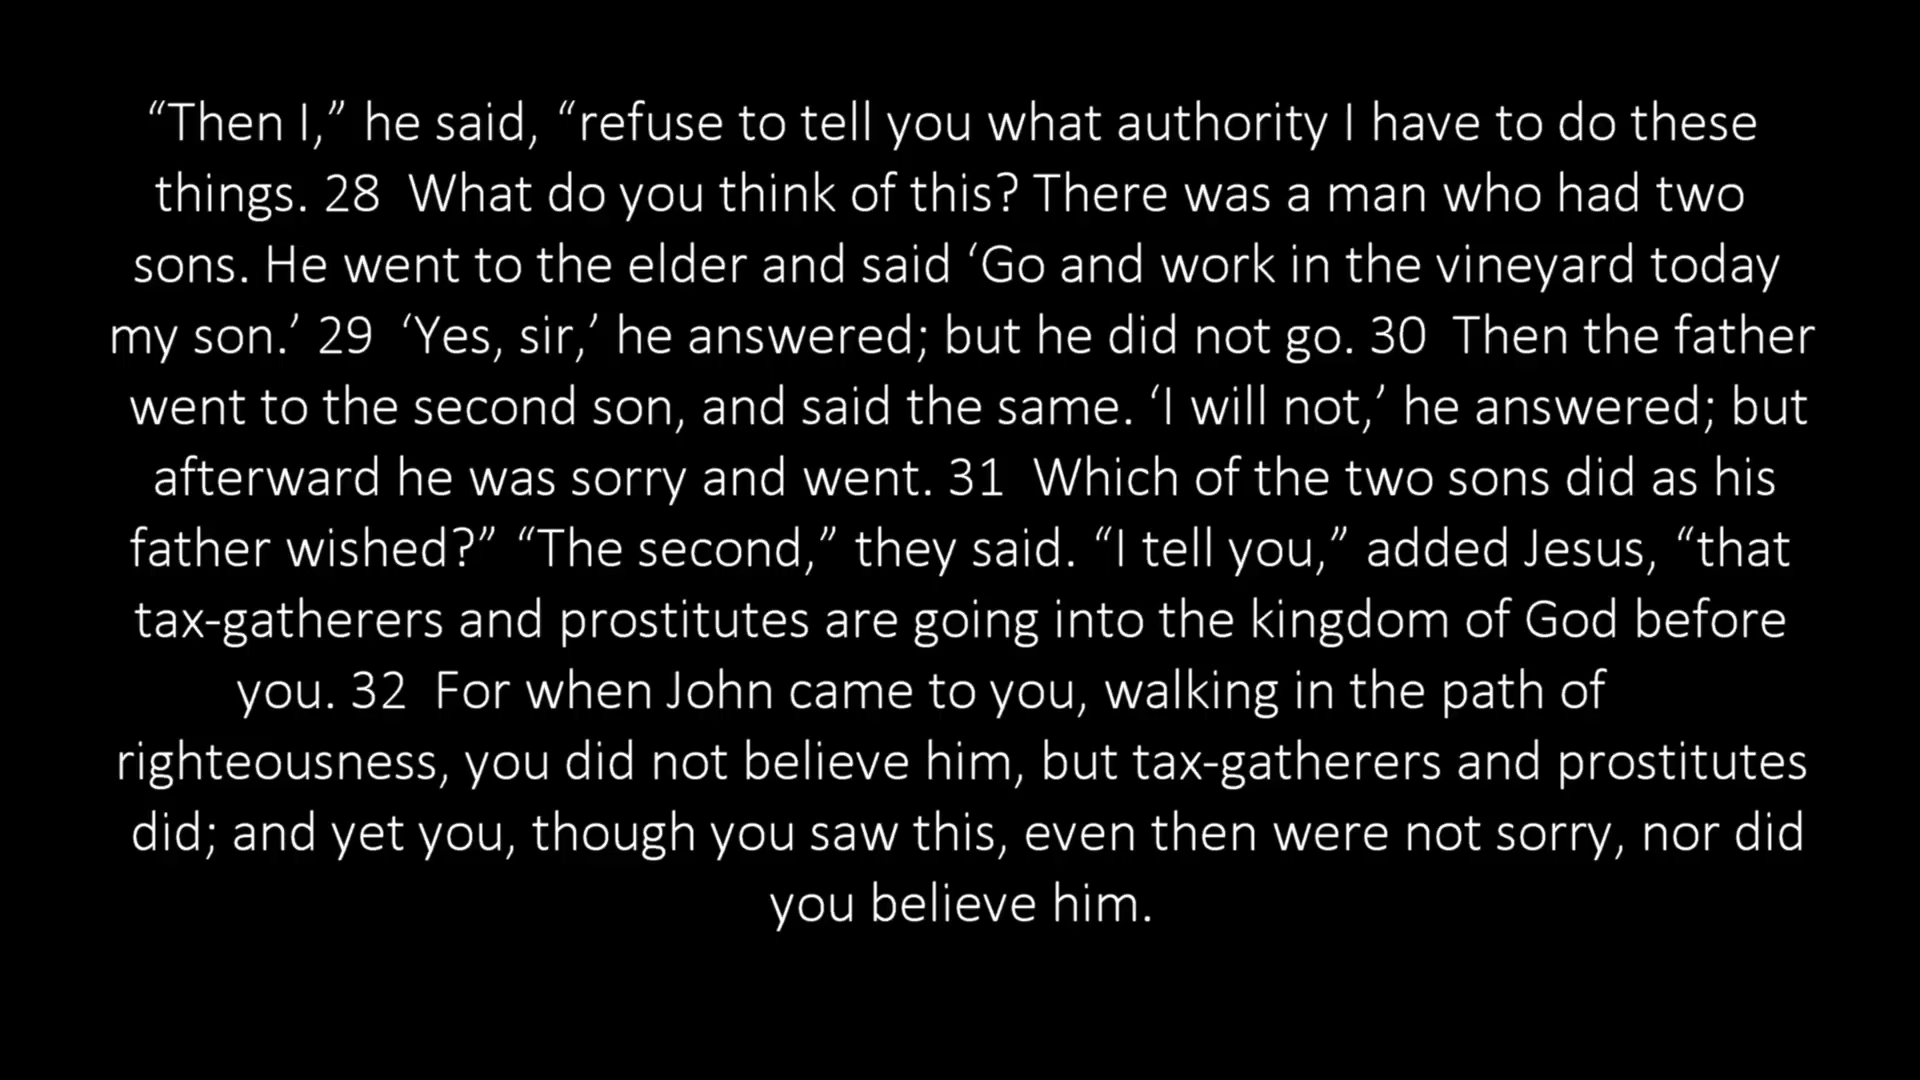 “Then I,” he said, “refuse to tell you what authority I have to do these
things. 28  What do you think of this? There was a man who had two
sons. He went to the elder and said ‘Go and work in the vineyard today
my son.’ 29  ‘Yes, sir,’ he answered; but he did not go. 30  Then the father
went to the second son, and said the same. ‘I will not,’ he answered; but
afterward he was sorry and went. 31  Which of the two sons did as his
father wished?” “The second,” they said. “I tell you,” added Jesus, “that
tax-gatherers and prostitutes are going into the kingdom of God before
you. 32  For when John came to you, walking in the path of
righteousness, you did not believe him, but tax-gatherers and prostitutes
did; and yet you, though you saw this, even then were not sorry, nor did
you believe him.